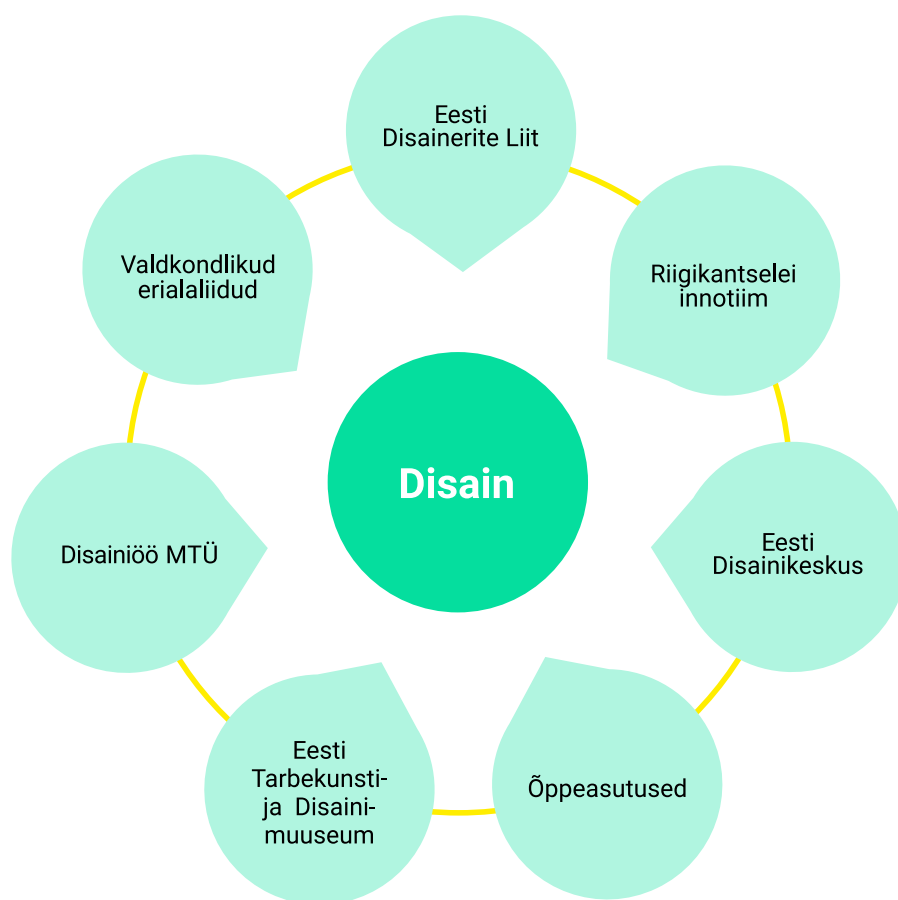 Eesti
Disainerite Liit
Valdkondlikud
erialaliidud
Riigikantselei
innotiim
Disain
Disainiöö MTÜ
Eesti
Disainikeskus
Eesti
Tarbekunsti-
ja Disaini-
muuseum
Õppeasutused